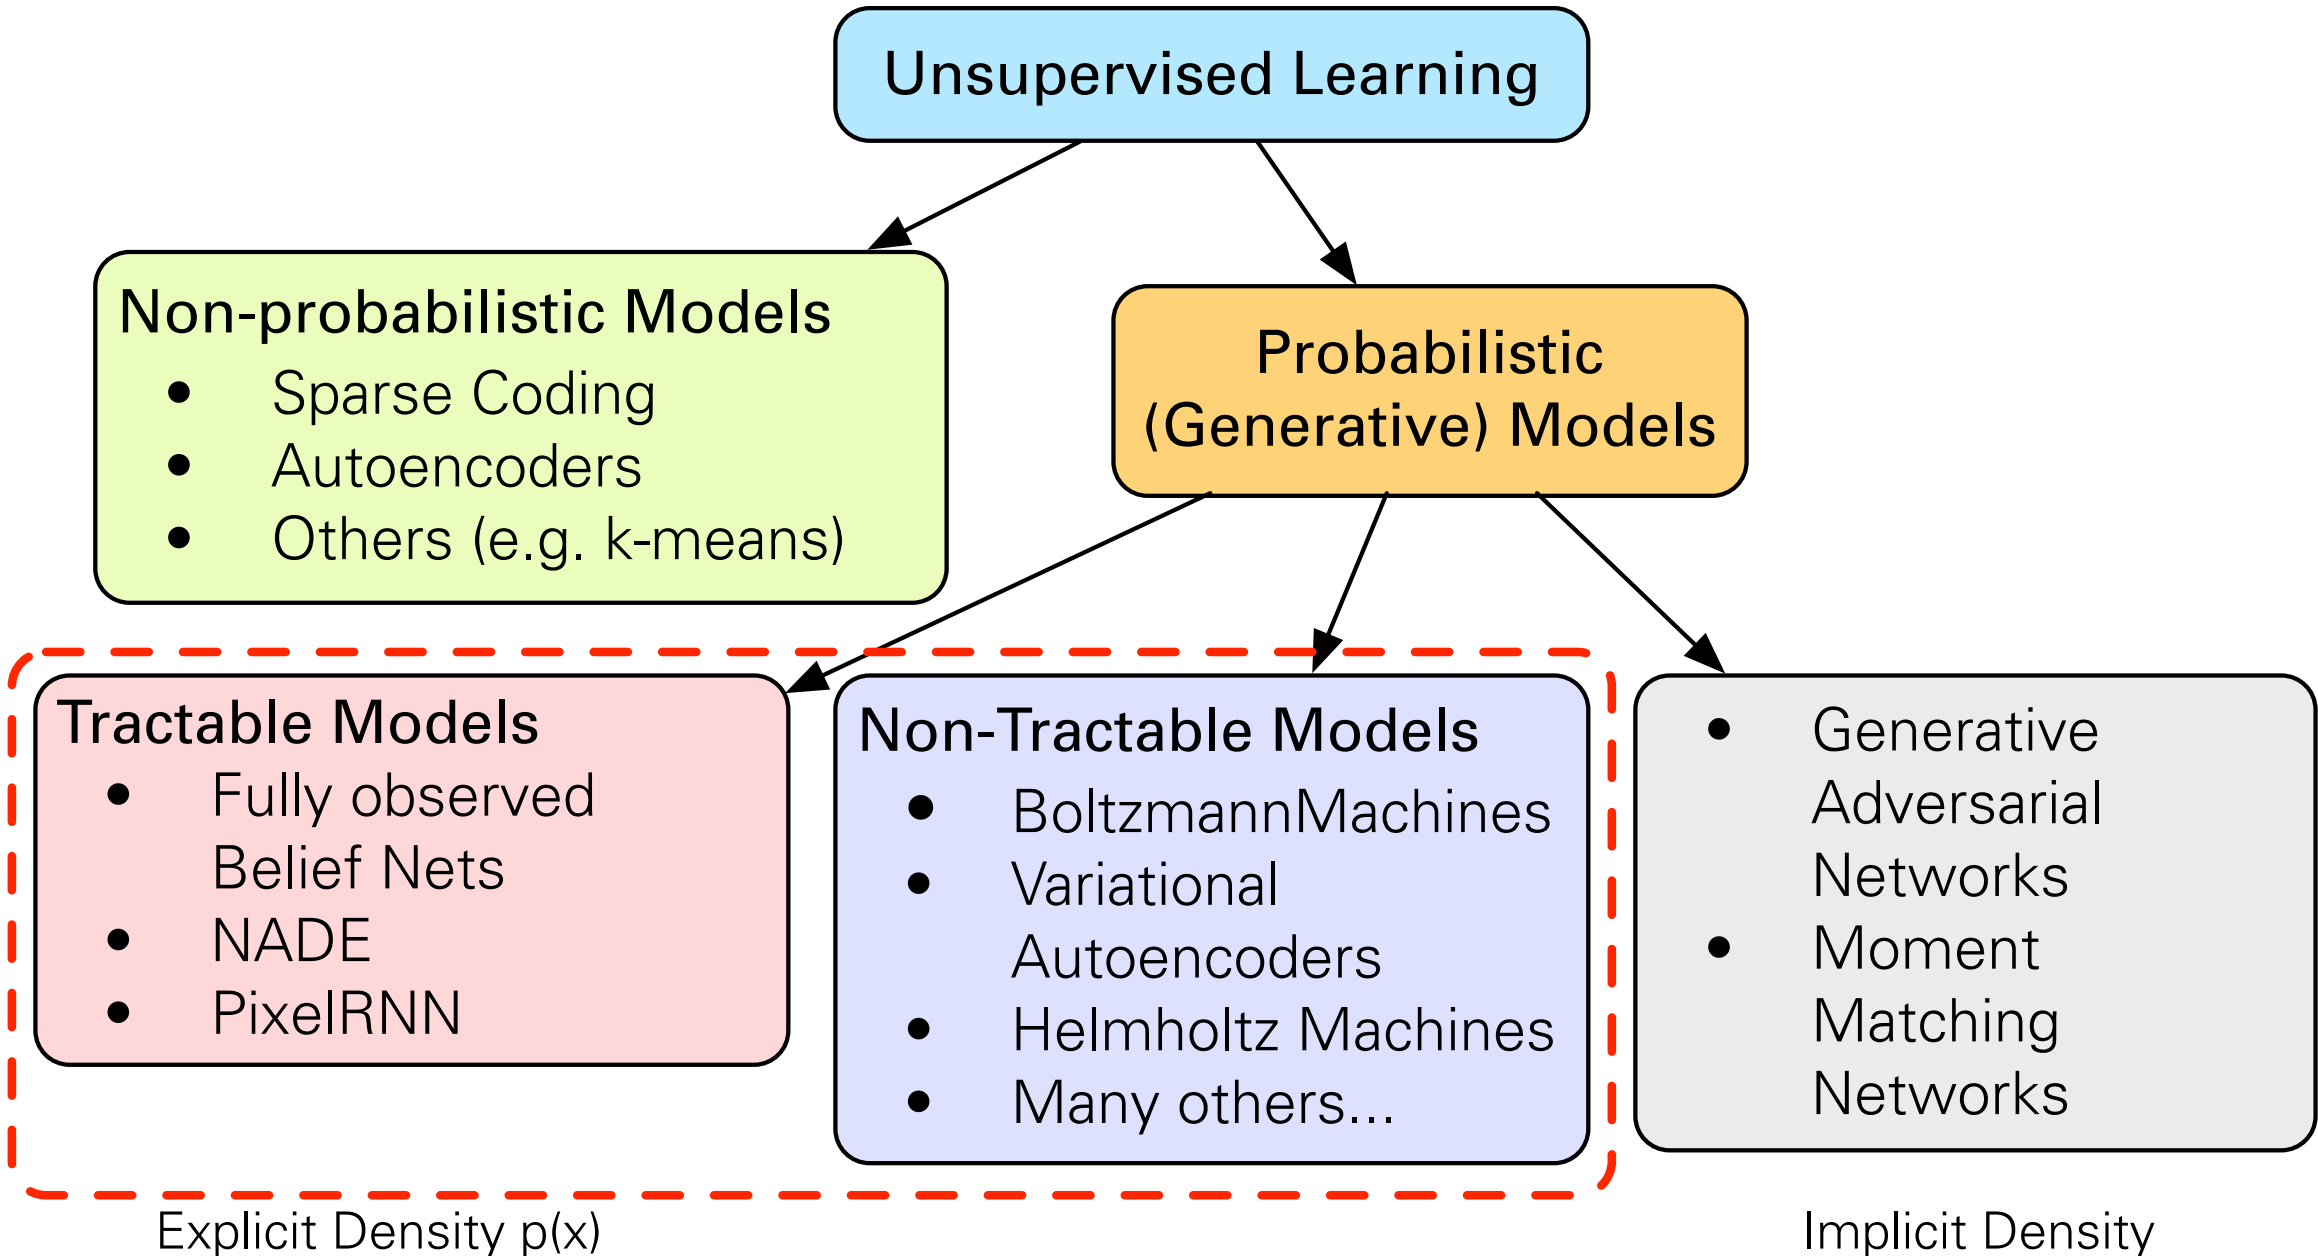 Unsupervised Learning
Non-probabilistic Models
• Sparse Coding
• Autoencoders
• Others (e.g. k-means)
Probabilistic
(Generative) Models
Tractable Models
• Fully observed
Belief Nets
• NADE
• PixelRNN
Non-Tractable Models
• BoltzmannMachines
• Variational
Autoencoders
• Helmholtz Machines
• Many others...
• Generative
Adversarial
Networks
• Moment
Matching
Networks
Explicit Density p(x)
Implicit Density